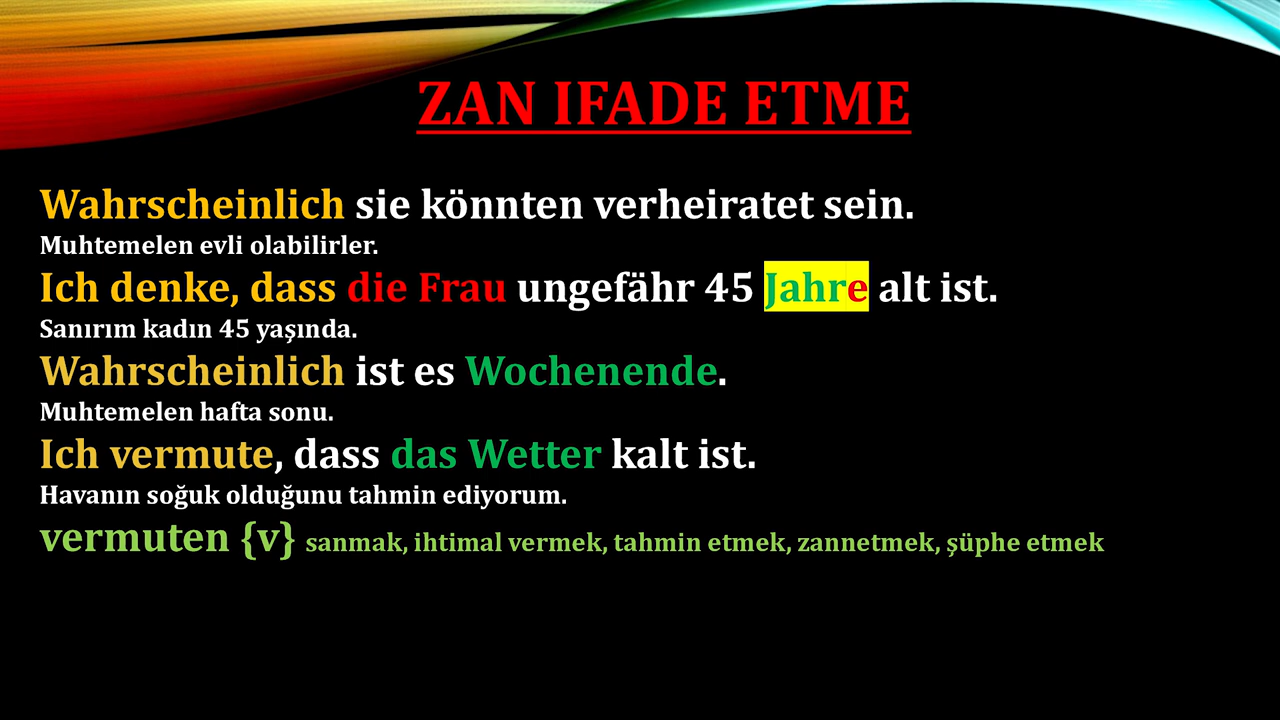 ZAN IFADE ETME
Wahrscheinlich sie könnten verheiratet sein.
Muhtemelen evli olabilirler.
Ich denke, dass die Frau ungefähr 45 Jahre alt ist.
Sanırım kadın 45 yaşında.
Wahrscheinlich ist es Wochenende.
Muhtemelen hafta sonu.
Ich vermute, dass das Wetter kalt ist.
Havanın soğuk olduğunu tahmin ediyorum.
vermuten {v} sanmak, ihtimal vermek, tahmin etmek, zannetmek, şüphe etmek